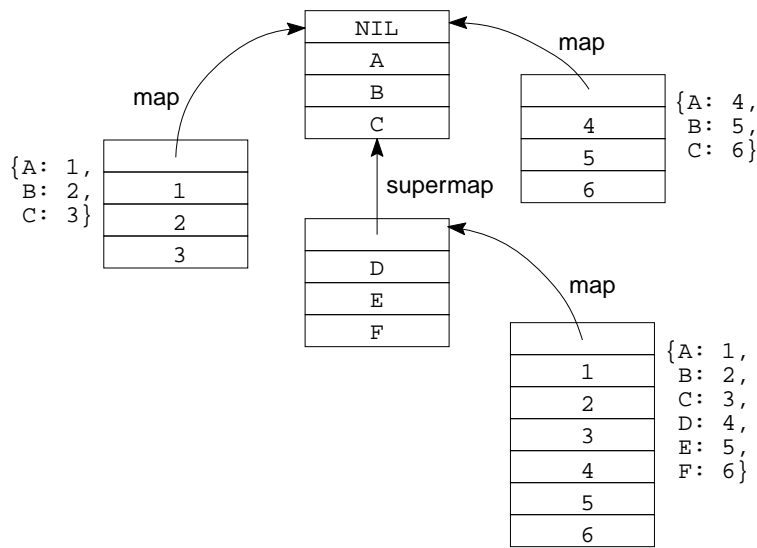 NIL
A
B
C
map
map
{A: 4,
B: 5,
C: 6}
4
5
6
{A: 1,
B: 2,
C: 3}
1
2
3
supermap
D
E
F
map
{A: 1,
B: 2,
C: 3,
D: 4,
E: 5,
F: 6}
1
2
3
4
5
6